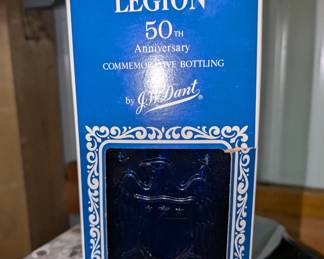 LEGION
50TH
Anniversary
COMMEMORATIVE BOTTLING
by J.W. Dant ®